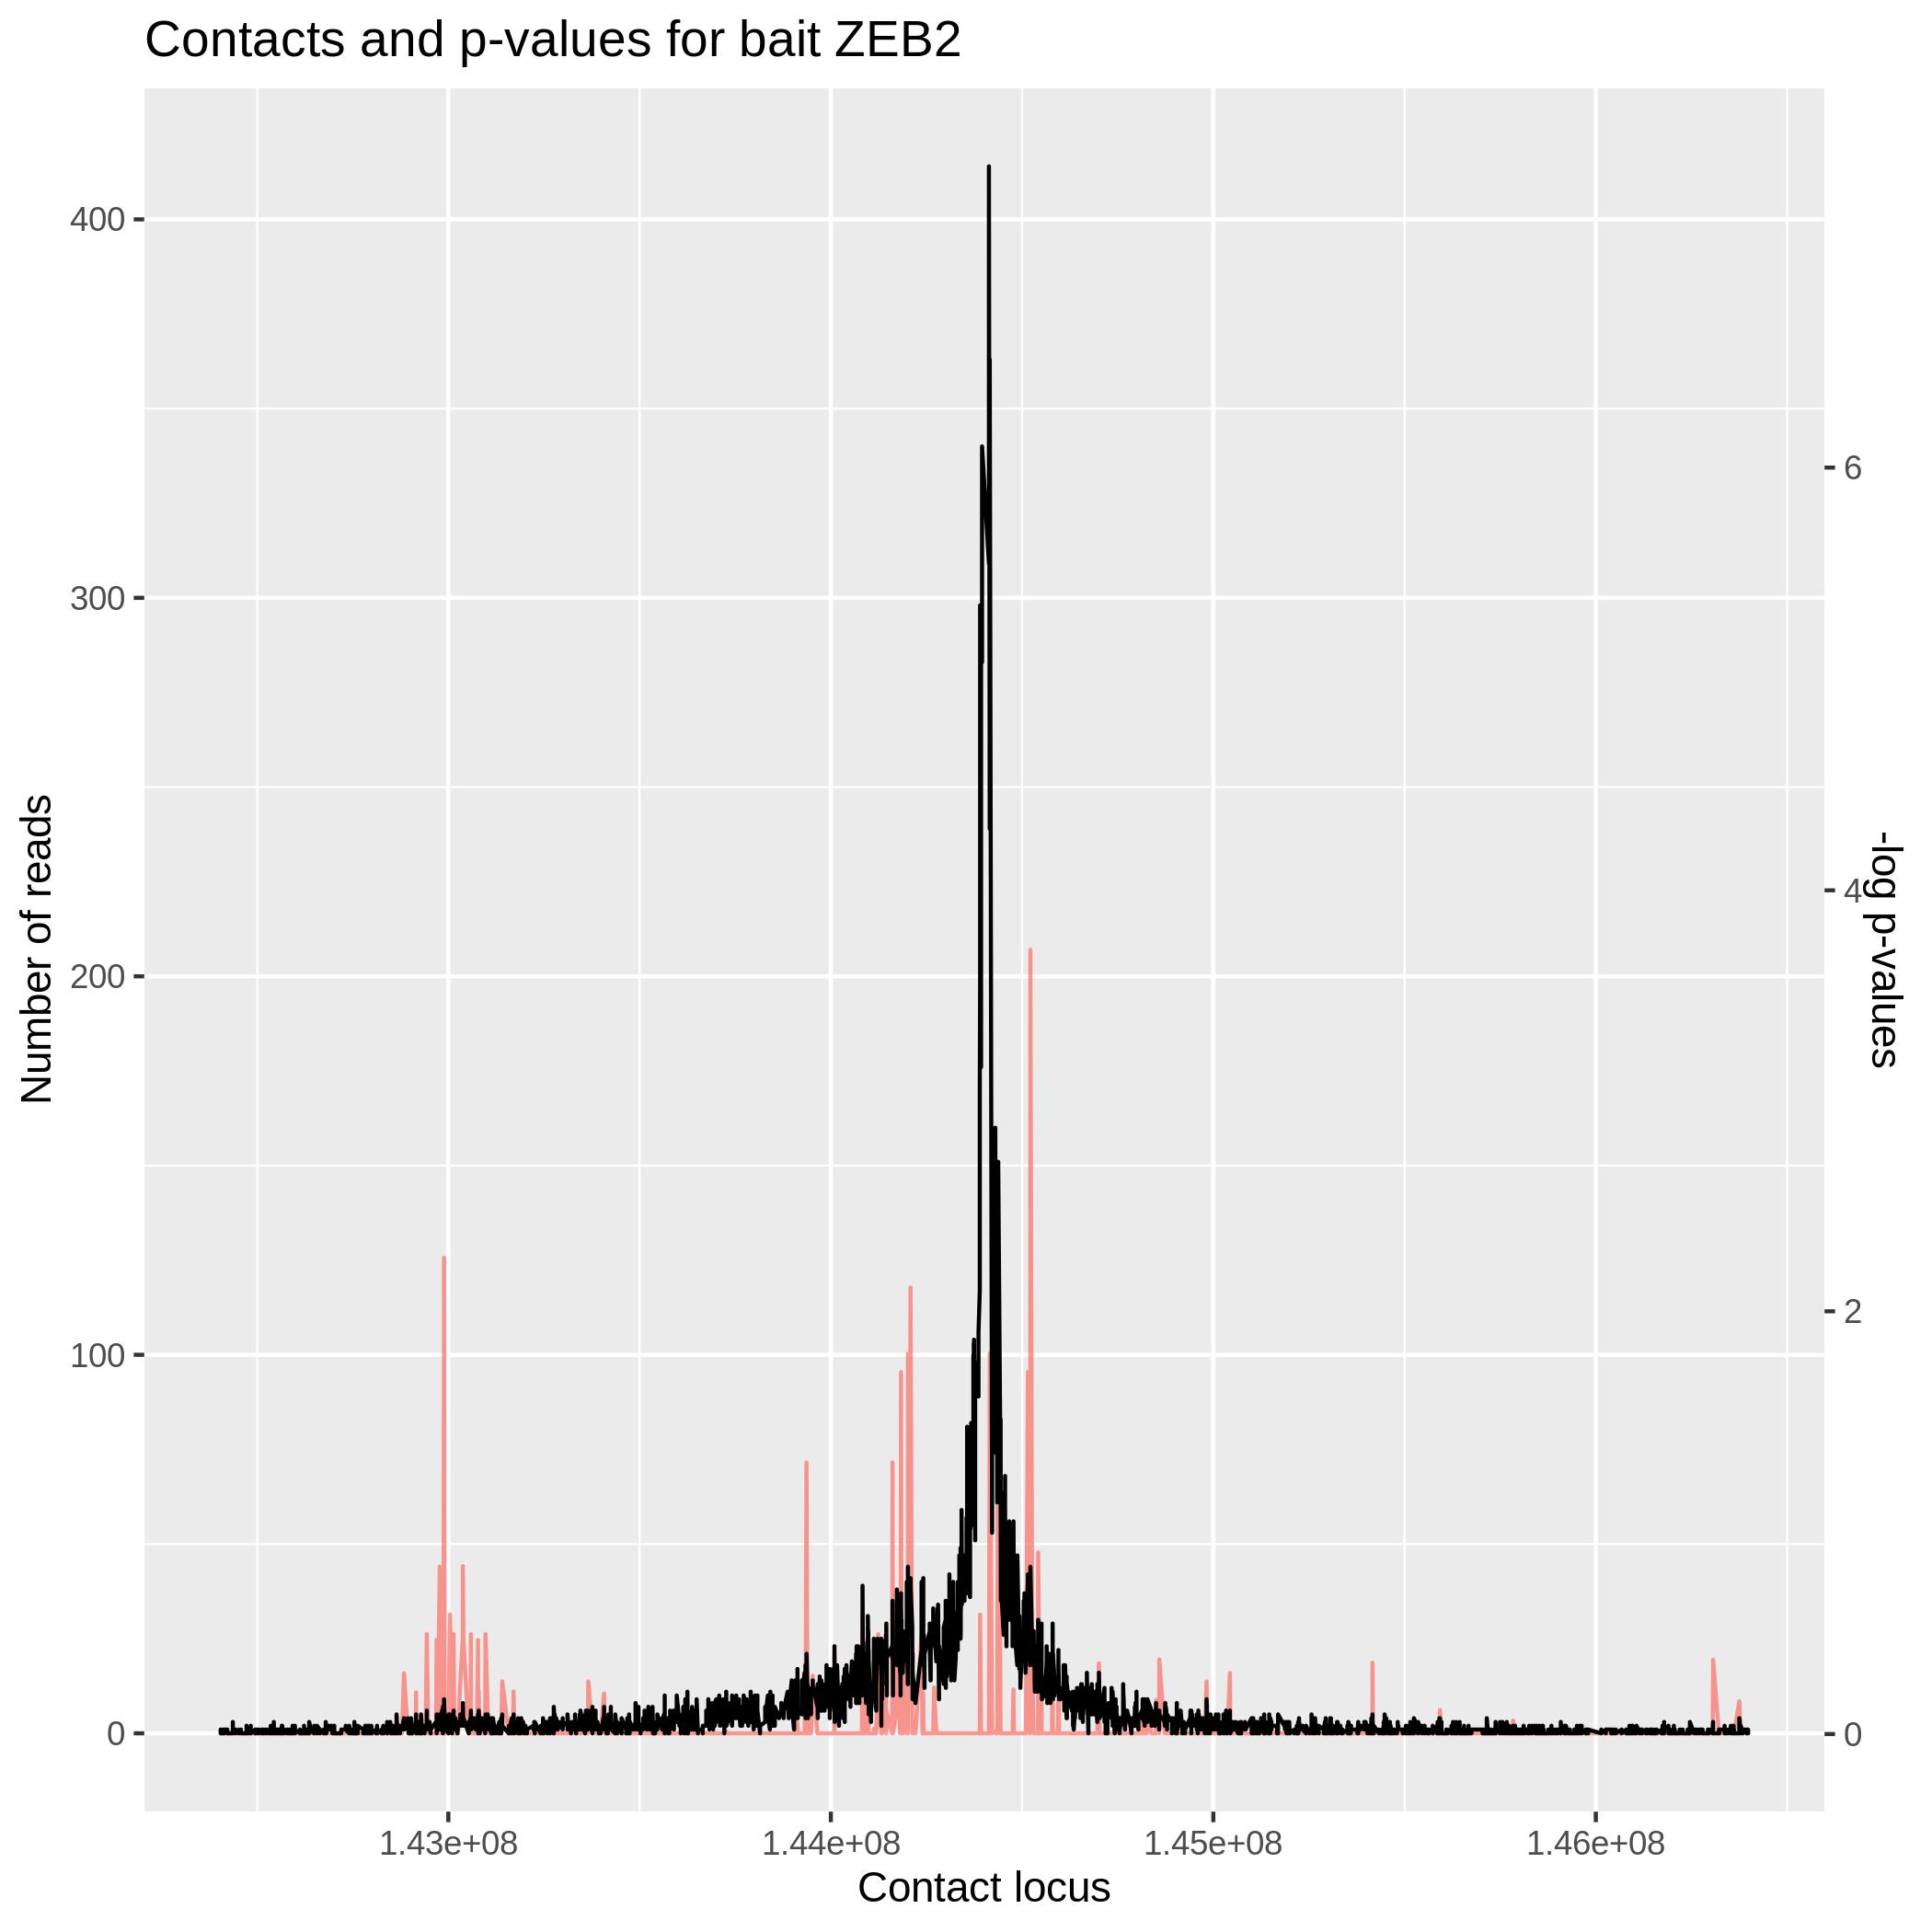 Contacts and p-values for bait ZEB2
Number of reads
400
300
200
100
0
6
4
2
0
-log p-values
1.43e+08
1.44e+08
1.45e+08
1.46e+08
Contact locus